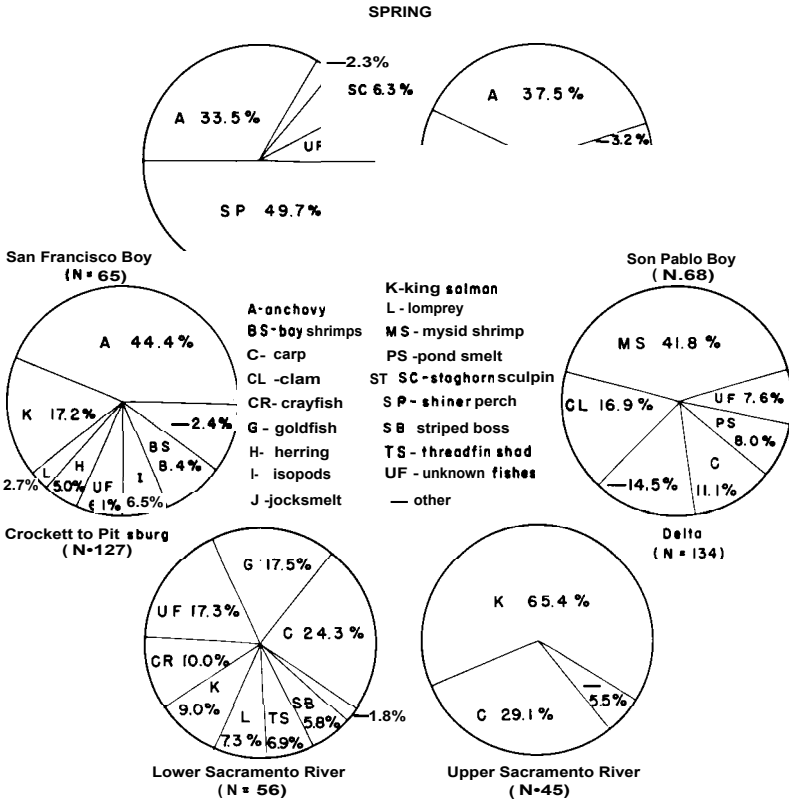 SPRING
—2.3%
SC 6.3%
A 33.5%
UF
SP 49.7%
A 37.5%
—3.2%
San Francisco Boy
(N = 65)
Son Pablo Boy
(N.68)
A 44.4%
K 17.2%
—2.4%
BS
8.4%
I
6.5%
UF
6.1%
H
5.0%
L
2.7%
A-anchovy
BS-bay shrimps
C- carp
CL -clam
CR- crayfish
G- goldfish
H- herring
I- isopods
J -jocksmelt
K-king salmon
L - lomprey
MS - mysid shrimp
PS -pond smelt
ST SC-staghorn sculpin
SP-shiner perch
SB striped boss
TS-threadfin shad
UF - unknown fishes
— other
MS 41.8%
CL 16.9%
UF 7.6%
PS
8.0%
C
11.1%
—14.5%
Crockett to Pit sburg
(N•127)
Delta
(N = 134)
G 17.5%
UF 17.3%
C 24.3%
CR 10.0%
K
9.0%
L
7.3%
TS
6.9%
SB
5.8%
—1.8%
K 65.4%
C 29.1%
—
5.5%
Lower Sacramento River
(N = 56)
Upper Sacramento River
(N•45)